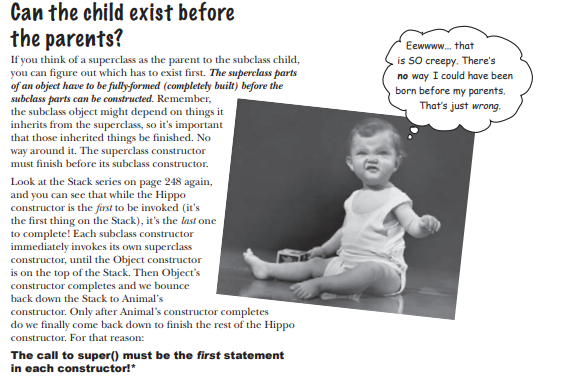 Can the child exist before
the parents?
If you think of a superclass as the parent to the subclass child,
you can figure out which has to exist first. The superclass parts
of an object have to be fully-formed (completely built) before the
subclass parts can be constructed. Remember,
the subclass object might depend on things it
inherits from the superclass, so it's important
that those inherited things be finished. No
way around it. The superclass constructor
must finish before its subclass constructor.
Look at the Stack series on page 248 again,
and you can see that while the Hippo
constructor is the first to be invoked (it's
the first thing on the Stack), it's the last one
to complete! Each subclass constructor
immediately invokes its own superclass
constructor, until the Object constructor
is on the top of the Stack. Then Object's
constructor completes and we bounce
back down the Stack to Animal's
constructor. Only after Animal's constructor completes
do we finally come back down to finish the rest of the Hippo
constructor. For that reason:
The call to super() must be the first statement
in each constructor!*
Eewwww... that
is SO creepy. There's
no way I could have been
born before my parents.
That's just wrong.